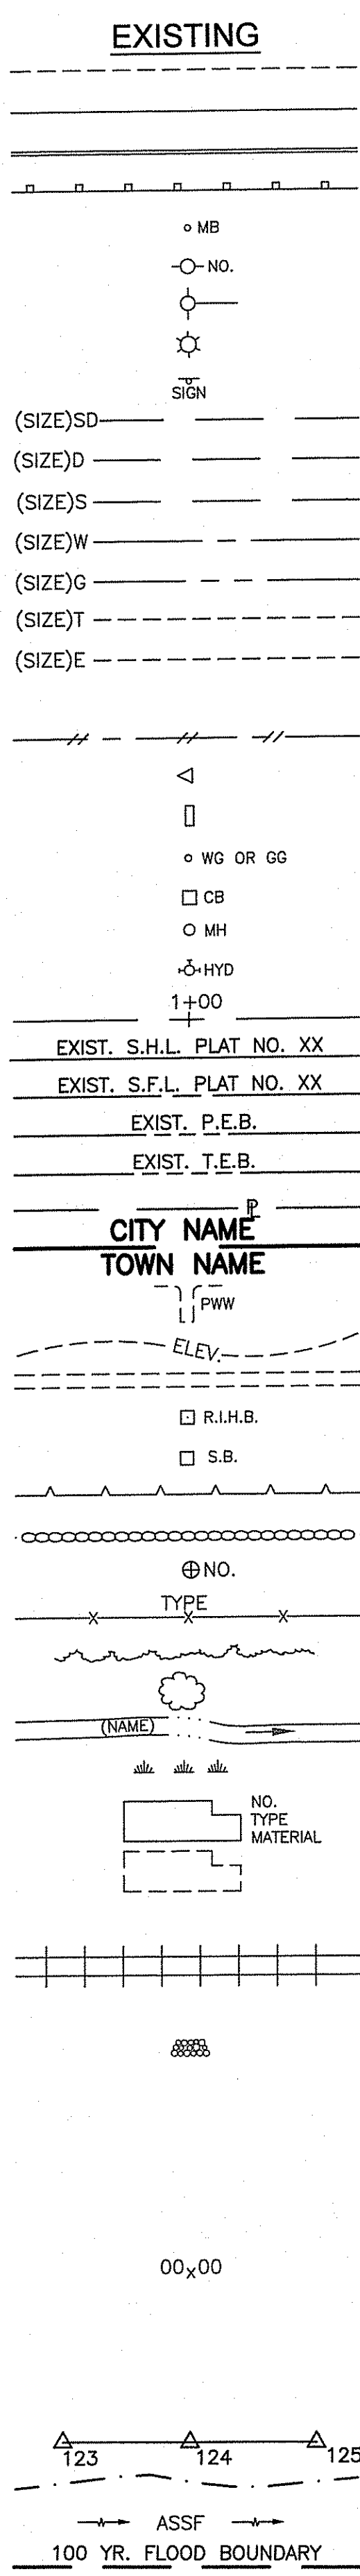 EXISTING
MB
NO.
SIGN
(SIZE)SD
(SIZE)D
(SIZE)S
(SIZE)W
(SIZE)G
(SIZE)T
(SIZE)E
WG OR GG
CB
MH
HYD
1+00
EXIST. S.H.L. PLAT NO. XX
EXIST. S.F.L. PLAT NO. XX
EXIST. P.E.B.
EXIST. T.E.B.
PL
CITY NAME
TOWN NAME
PWW
ELEV.
R.I.H.B.
S.B.
NO.
TYPE
X X X
(NAME)
NO.
TYPE
MATERIAL
00x00
123 124 125
ASSF
100 YR. FLOOD BOUNDARY